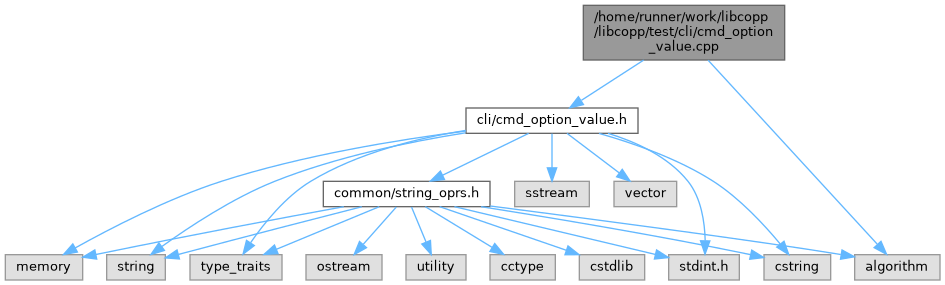 /home/runner/work/libcopp
/libcopp/test/cli/cmd_option
_value.cpp
cli/cmd_option_value.h
common/string_oprs.h
sstream
vector
memory
string
type_traits
ostream
utility
cctype
cstdlib
stdint.h
cstring
algorithm